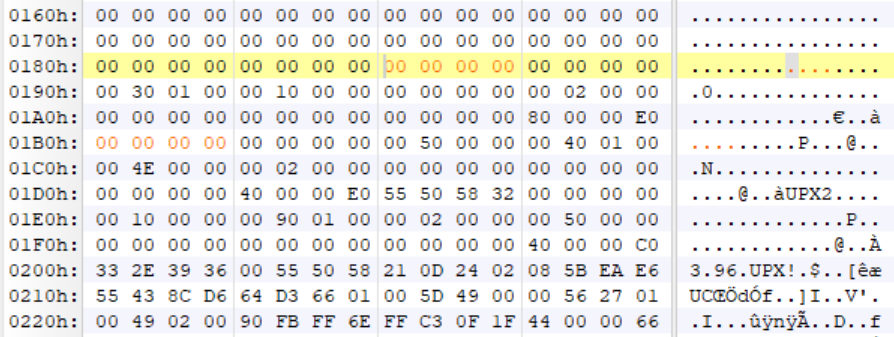 0160h: 00 00 00 00 00 00 00 00 00 00 00 00 00 00 00 00 ................
0170h: 00 00 00 00 00 00 00 00 00 00 00 00 00 00 00 00 ................
0180h: 00 00 00 00 00 00 00 00 00 00 00 00 00 00 00 00 ................
0190h: 00 30 01 00 00 10 00 00 00 00 00 00 00 02 00 00 .0..............
01A0h: 00 00 00 00 00 00 00 00 00 00 00 00 80 00 00 E0 ............€..à
01B0h: 00 00 00 00 00 00 00 00 00 50 00 00 00 40 01 00 .........P...@..
01C0h: 00 4E 00 00 00 02 00 00 00 00 00 00 00 00 00 00 .N..............
01D0h: 00 00 00 00 40 00 00 E0 55 50 58 32 00 00 00 00 ....@..àUPX2....
01E0h: 00 10 00 00 00 90 01 00 00 02 00 00 00 50 00 00 .............P..
01F0h: 00 00 00 00 00 00 00 00 00 00 00 00 40 00 00 C0 ............@..À
0200h: 33 2E 39 36 00 55 50 58 21 0D 24 02 08 5B EA E6 3.96.UPX!.$..[êæ
0210h: 55 43 8C D6 64 D3 66 01 00 5D 49 00 00 56 27 01 UCŒÖdÓf..]I..V'.
0220h: 00 49 02 00 90 FB FF 6E FF C3 0F 1F 44 00 00 66 .I...ûÿnÿÃ..D..f